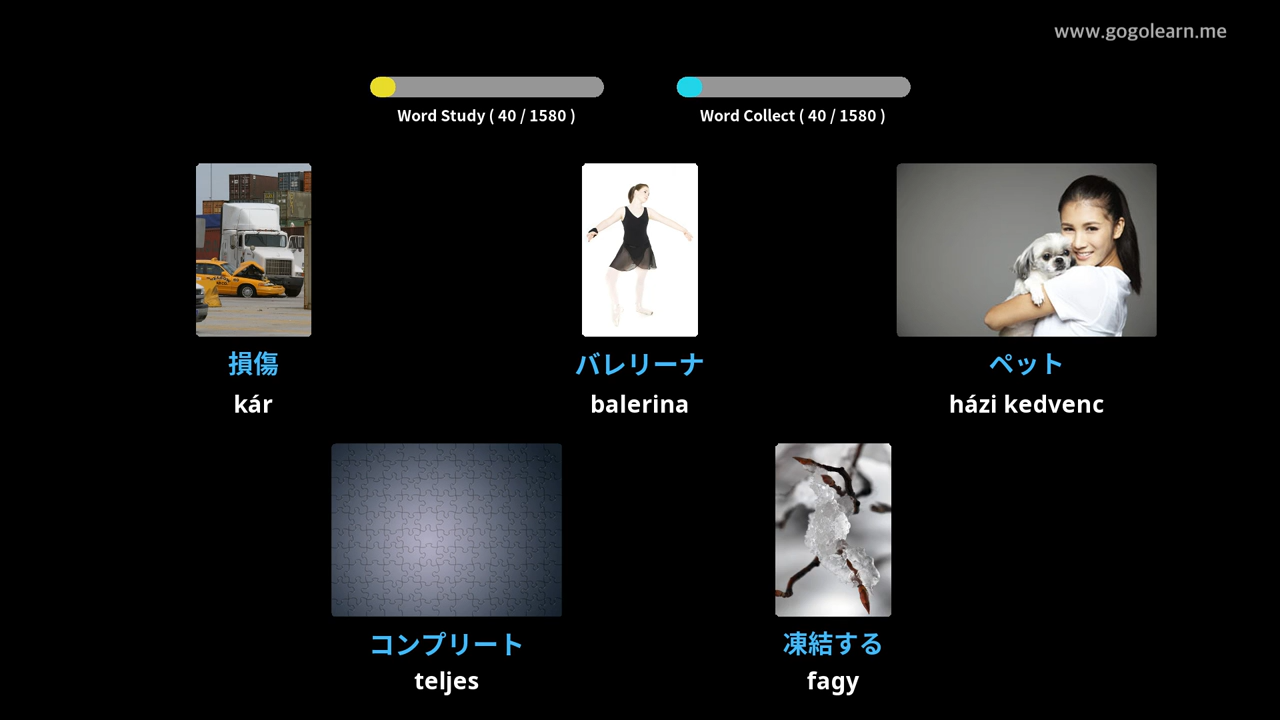 www.gogolearn.me
Word Study ( 40 / 1580 )
Word Collect ( 40 / 1580 )
損傷
バレリーナ
ペット
kár
balerina
házi kedvenc
コンプリート
凍結する
teljes
fagy